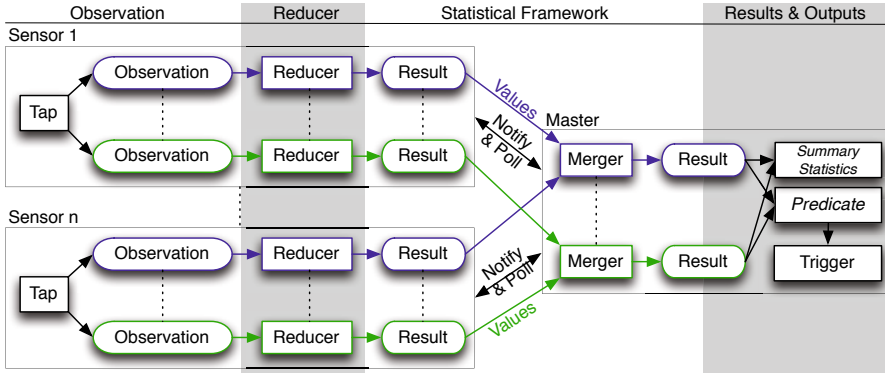 Observation
Reducer
Statistical Framework
Results & Outputs
Sensor 1
Tap
Observation
Reducer
Result
Observation
Reducer
Result
Values
Notify
& Poll
Master
Merger
Result
Summary
Statistics
Predicate
Trigger
Merger
Result
Sensor n
Tap
Observation
Reducer
Result
Observation
Reducer
Result
Notify
& Poll
Values